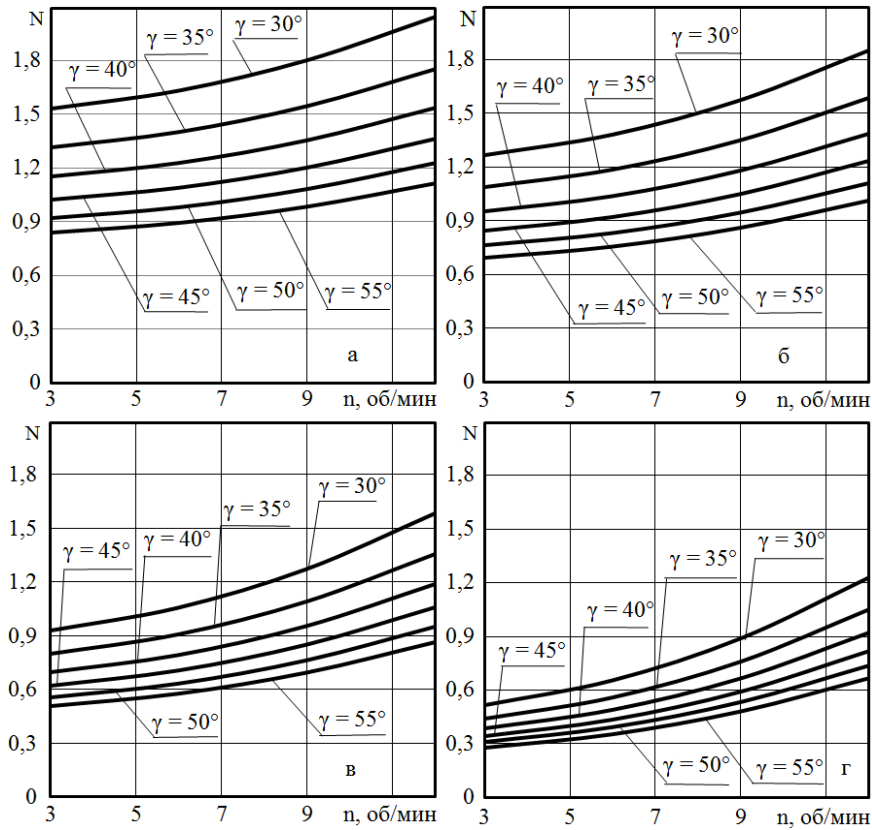 N
1,8
1,5
1,2
0,9
0,6
0,3
0
γ = 40°
γ = 35°
γ = 30°
γ = 45°
γ = 50°
γ = 55°
а
3 5 7 9 n, об/мин
N
1,8
1,5
1,2
0,9
0,6
0,3
0
γ = 40°
γ = 35°
γ = 30°
γ = 45°
γ = 50°
γ = 55°
б
3 5 7 9 n, об/мин
N
1,8
1,5
1,2
0,9
0,6
0,3
0
γ = 45°
γ = 40°
γ = 35°
γ = 30°
γ = 50°
γ = 55°
в
3 5 7 9 n, об/мин
N
1,8
1,5
1,2
0,9
0,6
0,3
0
γ = 45°
γ = 40°
γ = 35°
γ = 30°
γ = 50°
γ = 55°
г
3 5 7 9 n, об/мин